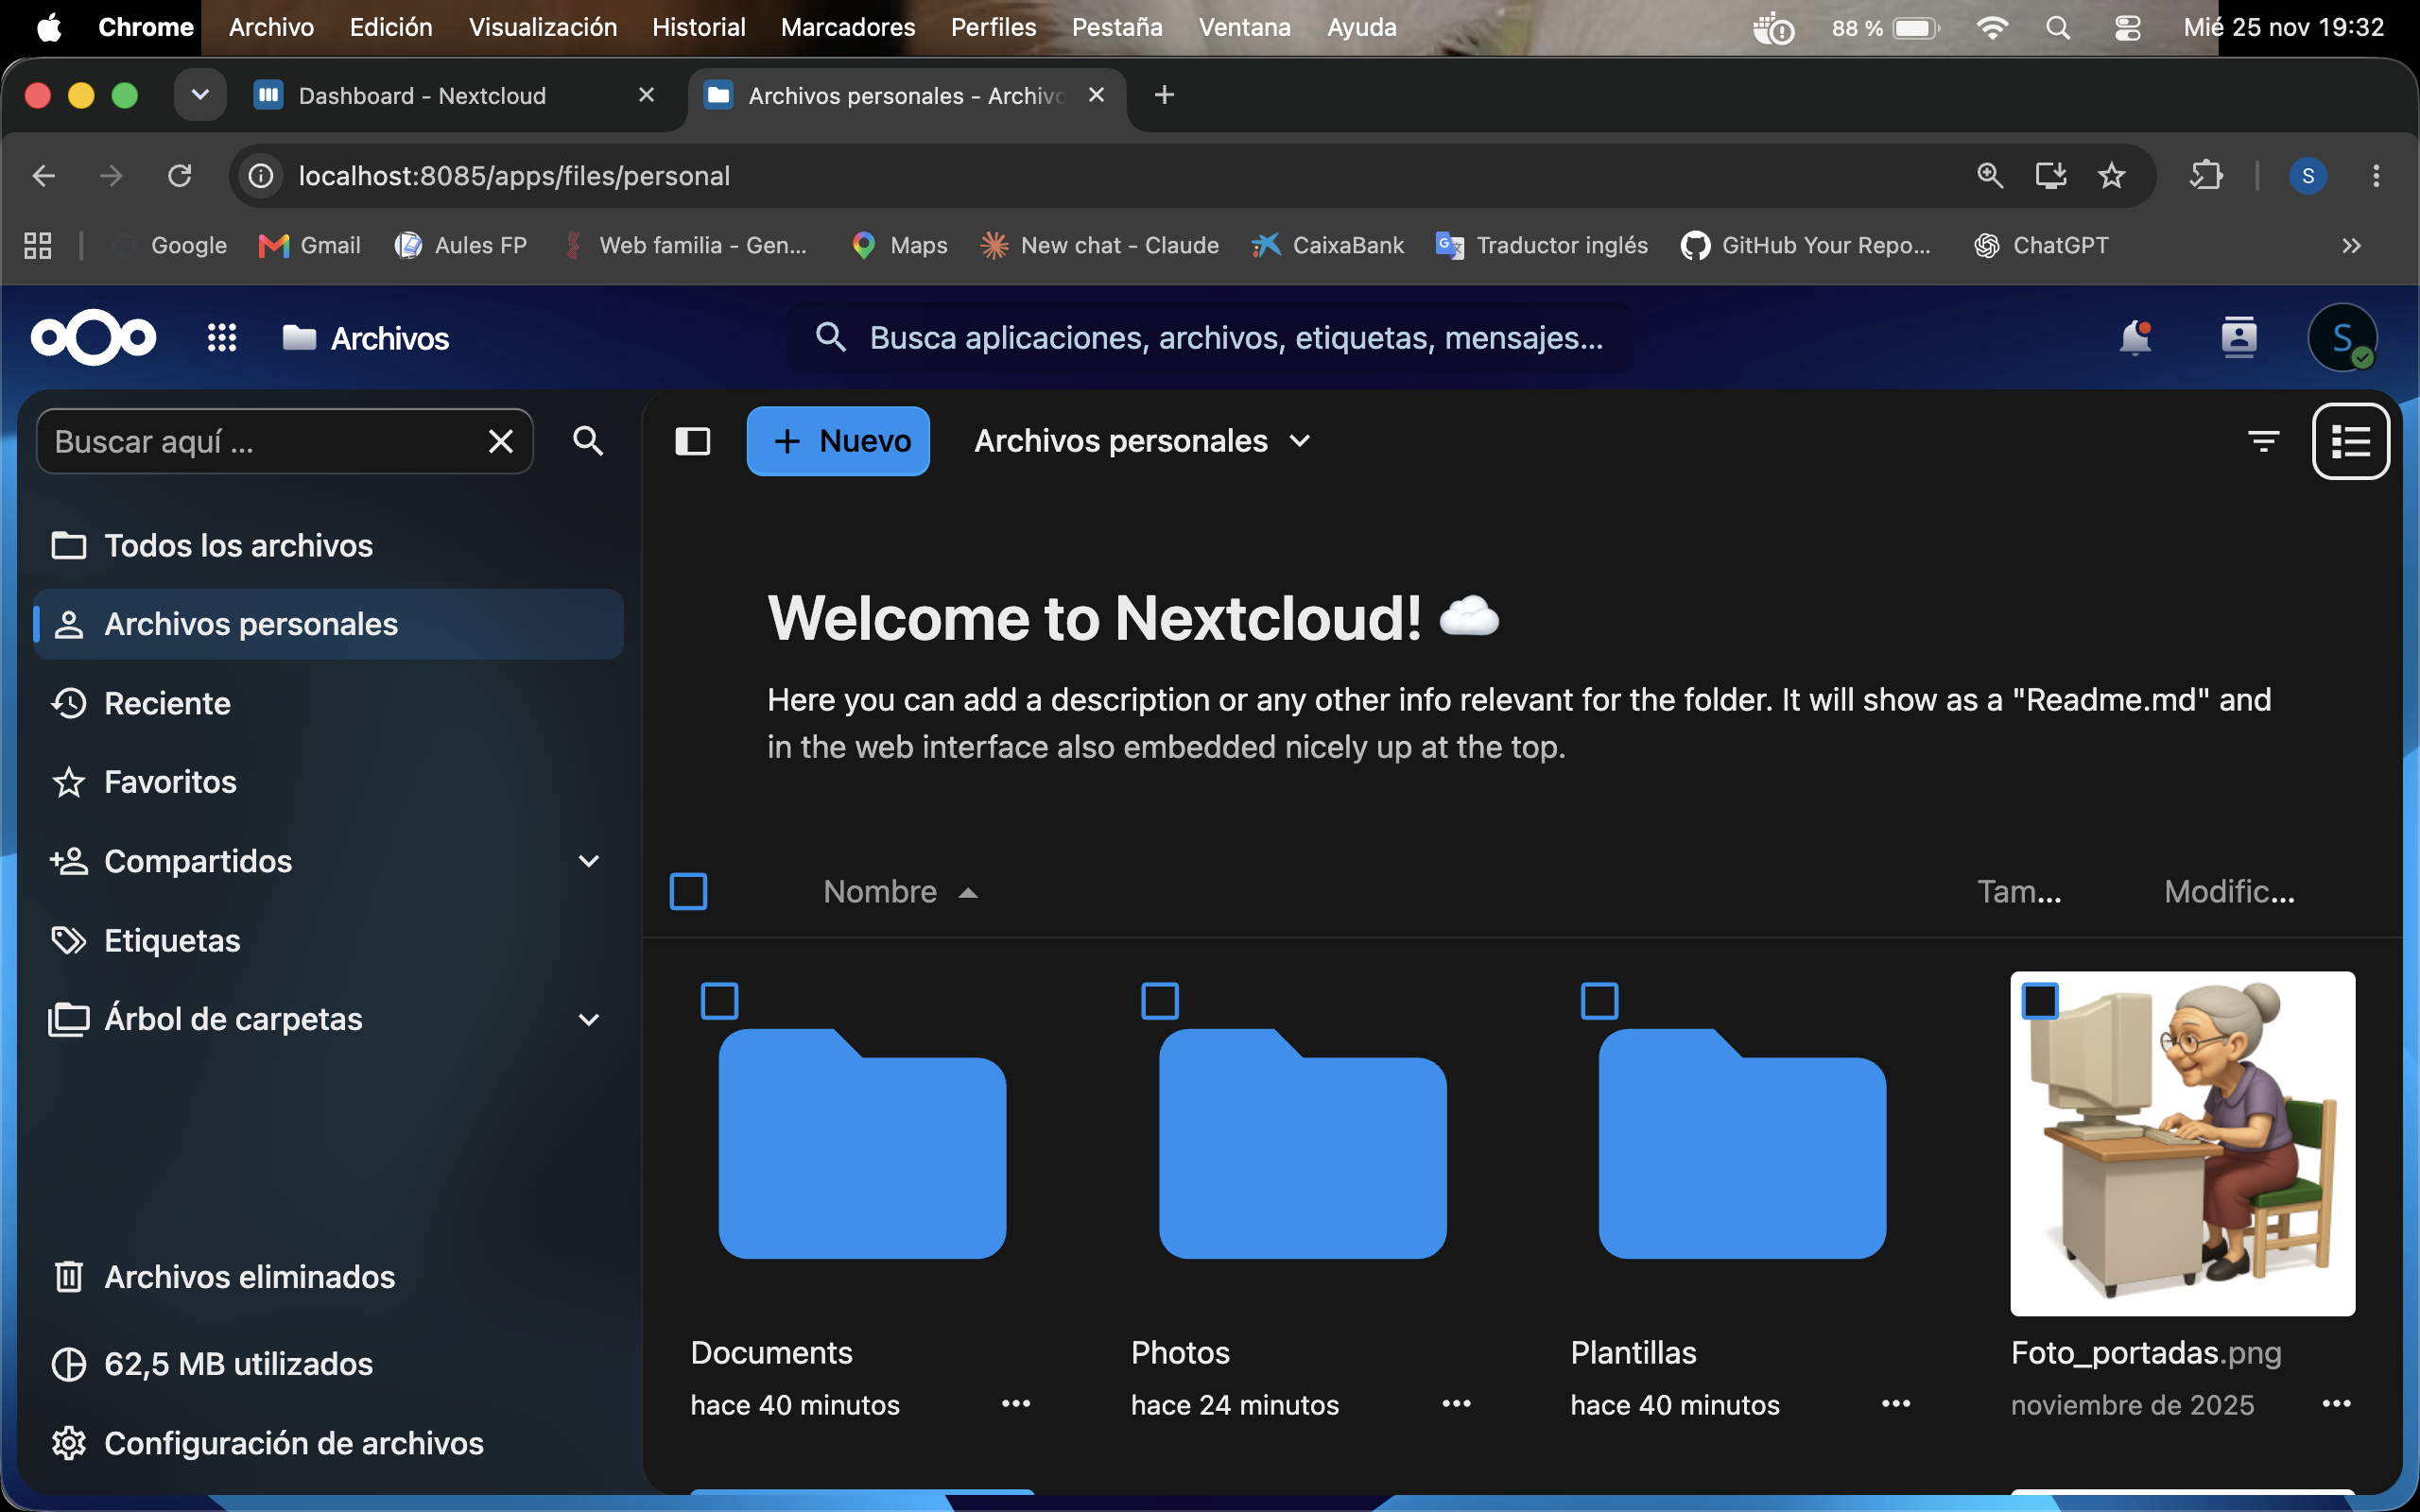 Chrome Archivo Edición Visualización Historial Marcadores Perfiles Pestaña Ventana Ayuda 88 % Mié 25 nov 19:32
Dashboard - Nextcloud Archivos personales - Archivo
localhost:8085/apps/files/personal S
Google Gmail Aules FP Web familia - Gen... Maps New chat - Claude CaixaBank Traductor inglés GitHub Your Repo... ChatGPT
Archivos Busca aplicaciones, archivos, etiquetas, mensajes... S
Buscar aquí ...
Nuevo Archivos personales
Todos los archivos
Archivos personales
Reciente
Favoritos
Compartidos
Etiquetas
Árbol de carpetas
Archivos eliminados
62,5 MB utilizados
Configuración de archivos
Welcome to Nextcloud! ☁️
Here you can add a description or any other info relevant for the folder. It will show as a "Readme.md" and
in the web interface also embedded nicely up at the top.
Nombre Tam... Modific...
Documents Photos Plantillas Foto_portadas.png
hace 40 minutos hace 24 minutos hace 40 minutos noviembre de 2025